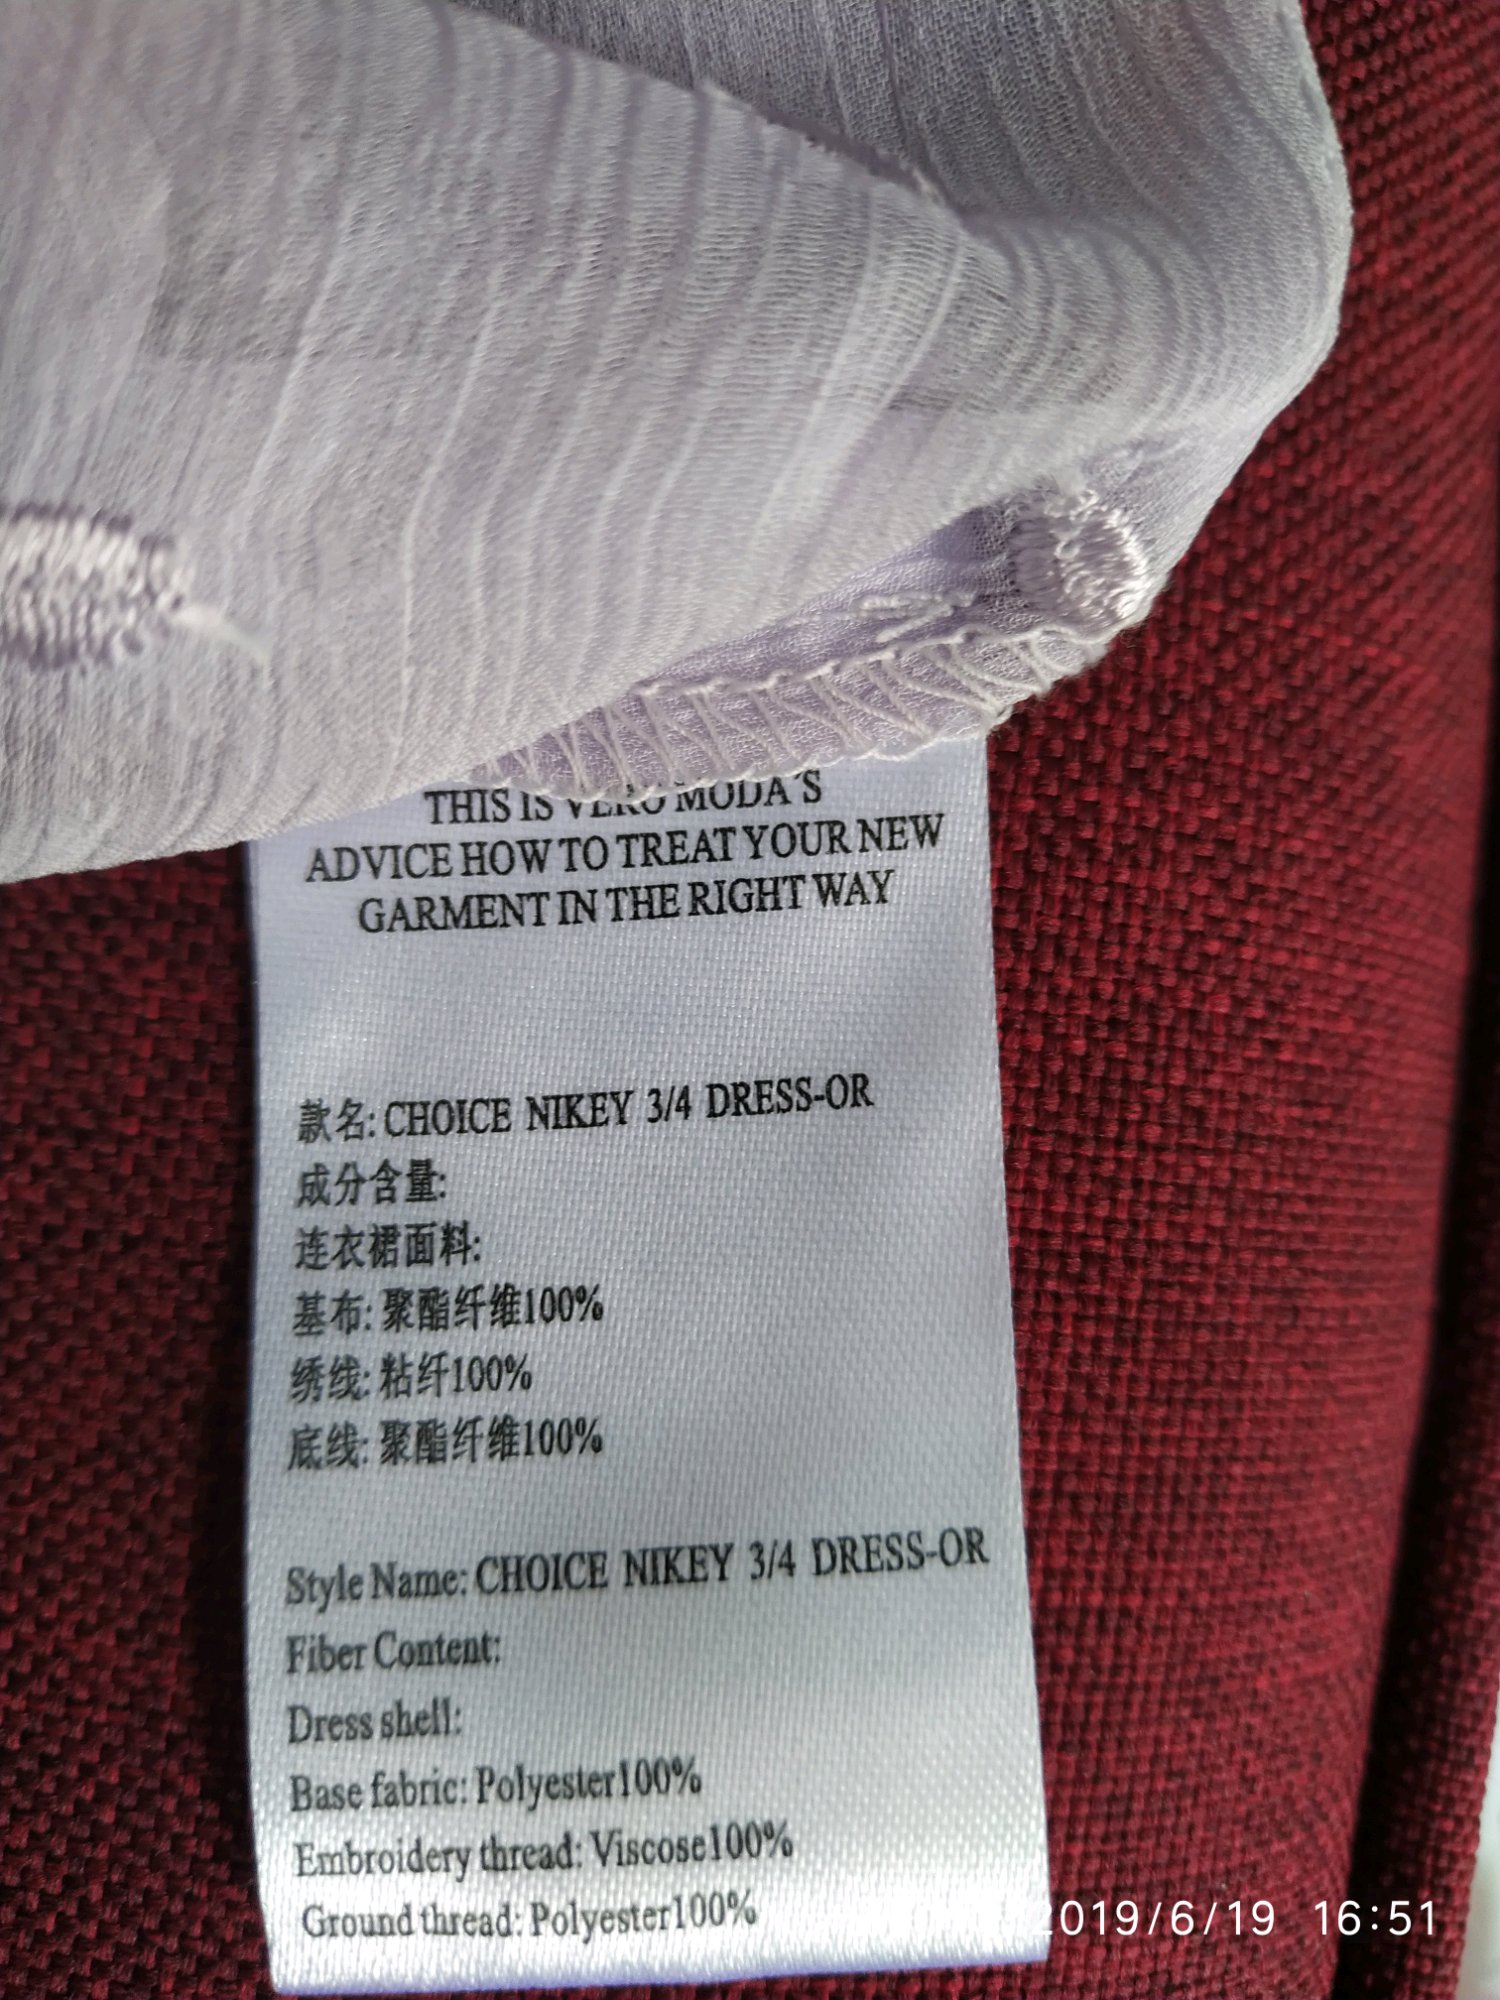 THIS IS VERO MODA'S
ADVICE HOW TO TREAT YOUR NEW
GARMENT IN THE RIGHT WAY
款名: CHOICE NIKEY 3/4 DRESS-OR
成分含量:
连衣裙面料:
基布: 聚酯纤维100%
绣线: 粘纤100%
底线: 聚酯纤维100%
Style Name: CHOICE NIKEY 3/4 DRESS-OR
Fiber Content:
Dress shell:
Base fabric: Polyester100%
Embroidery thread: Viscose100%
Ground thread: Polyester100%
2019/6/19 16:51